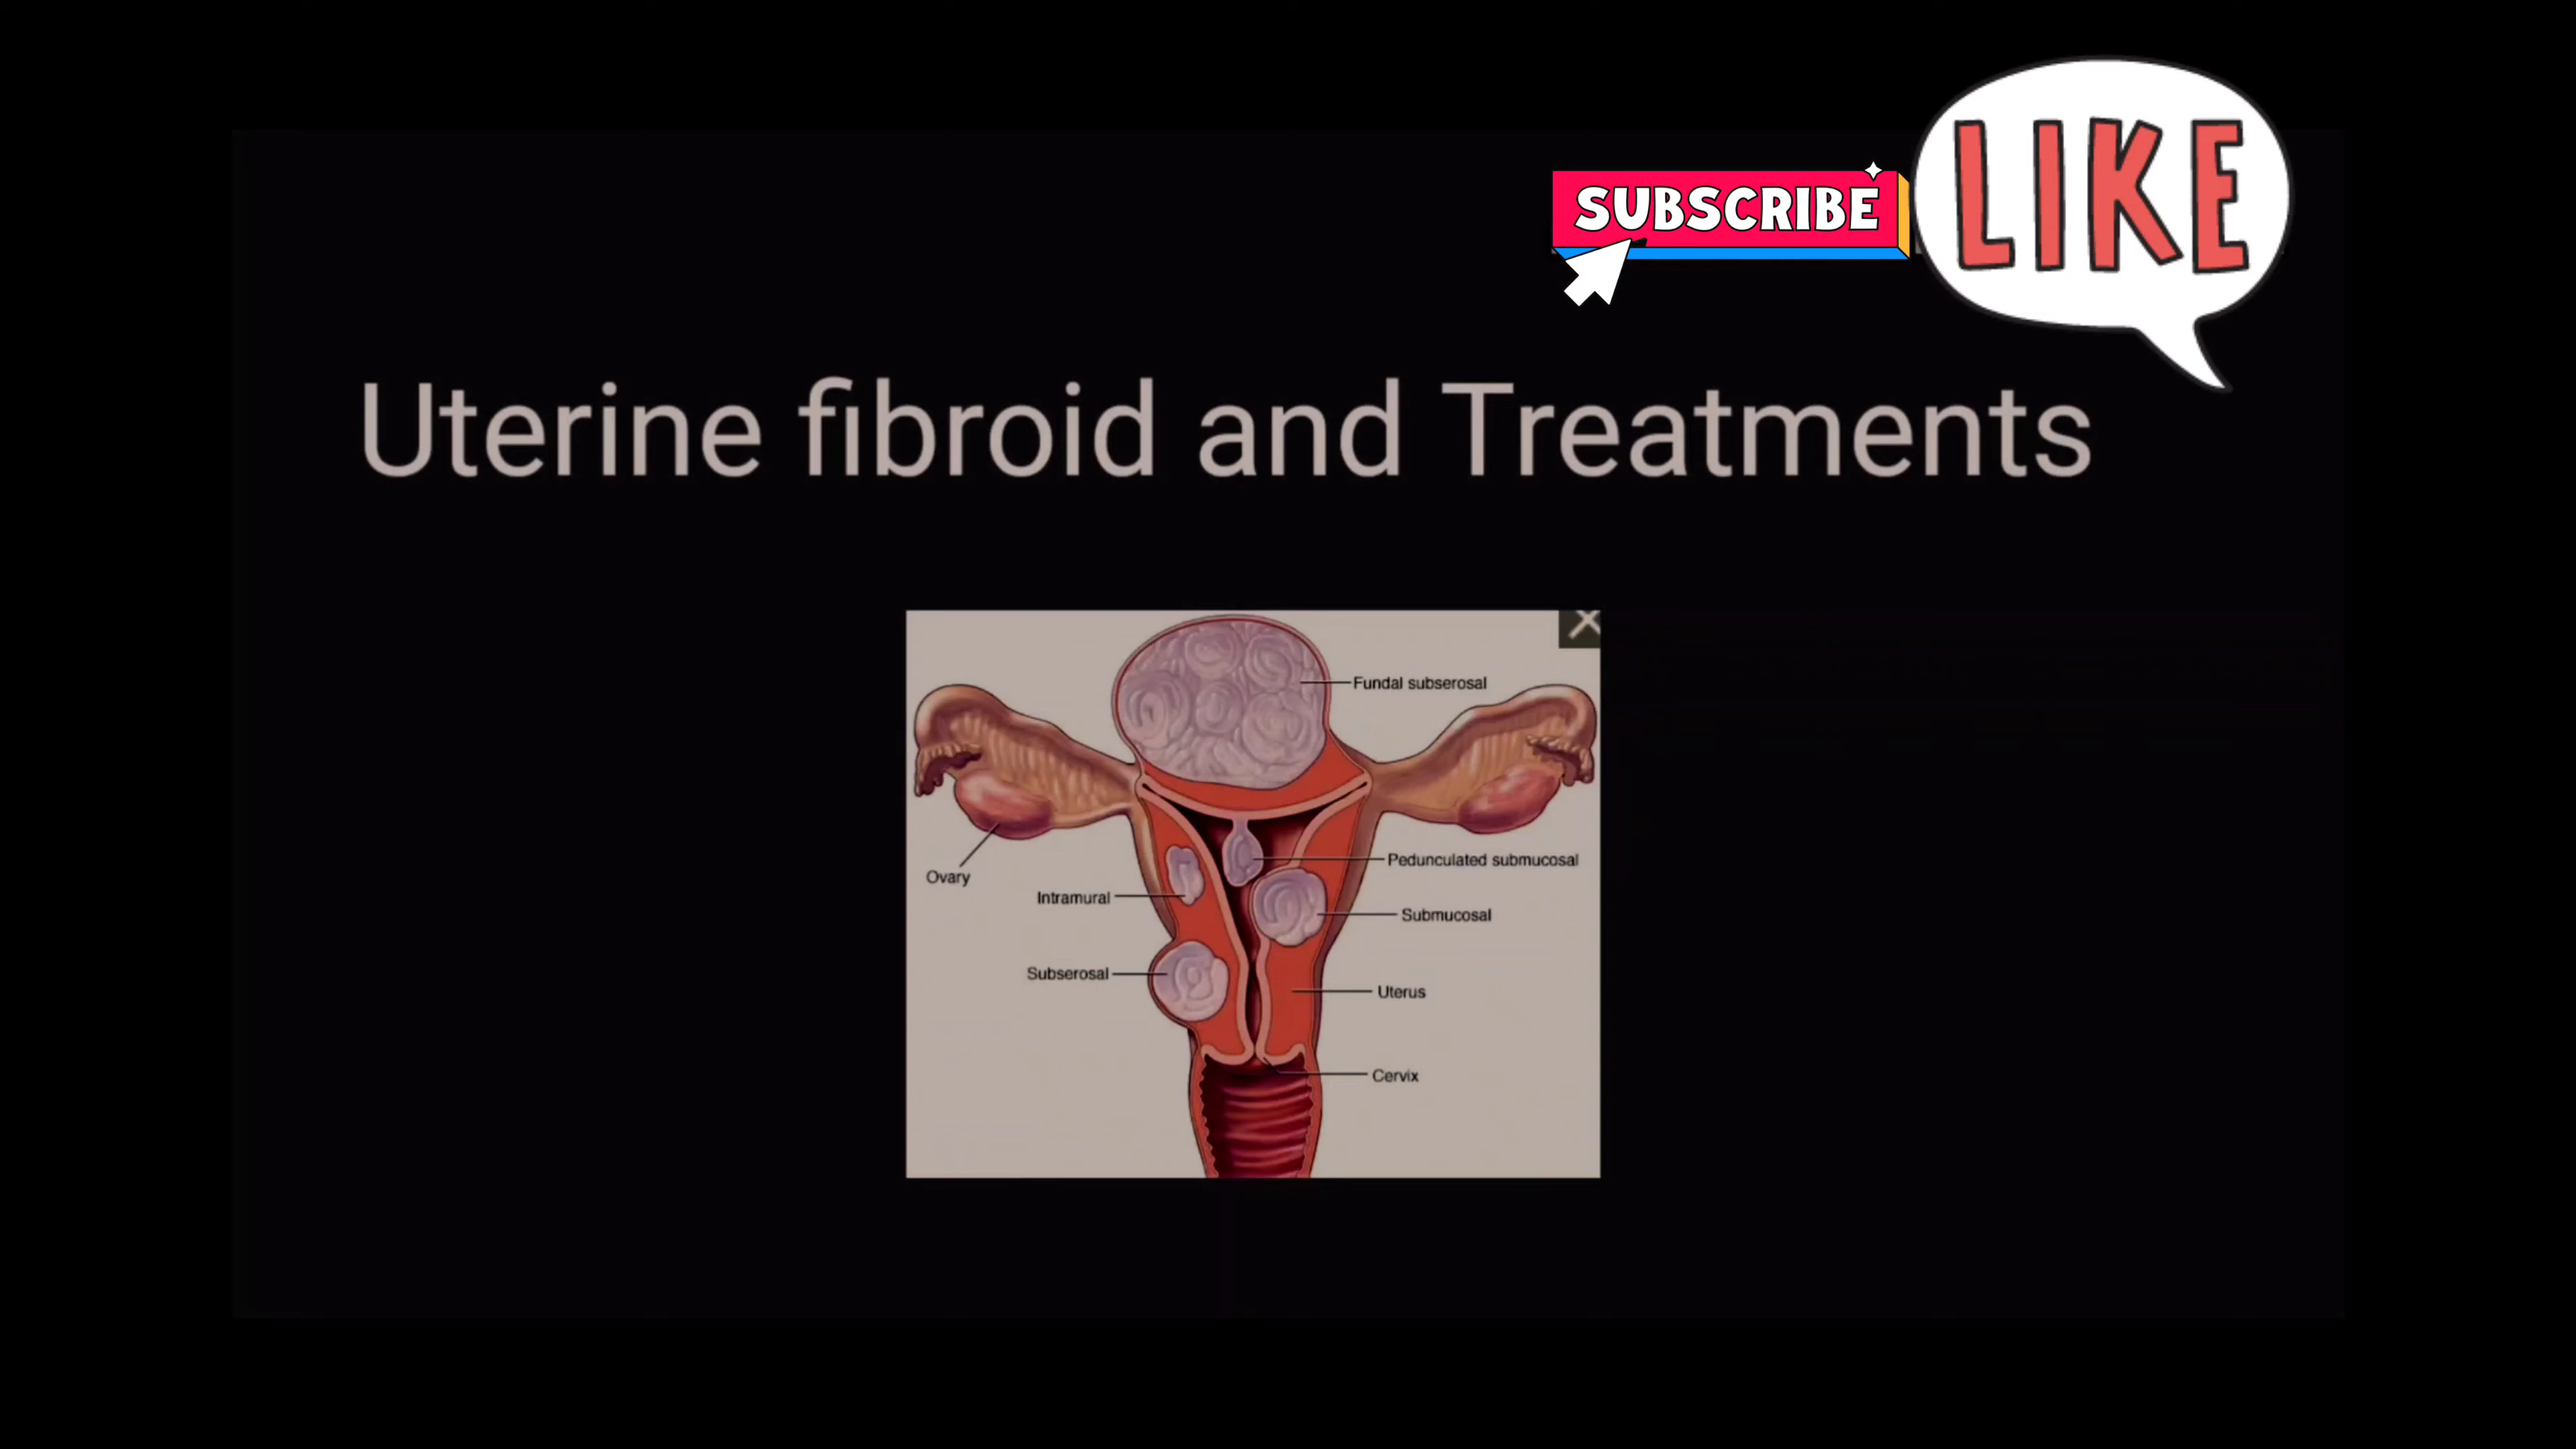 LIKE
SUBSCRIBE
Uterine fibroid and Treatments
Fundal subserosal
Pedunculated submucosal
Ovary
Intramural
Submucosal
Subserosal
Uterus
Cervix